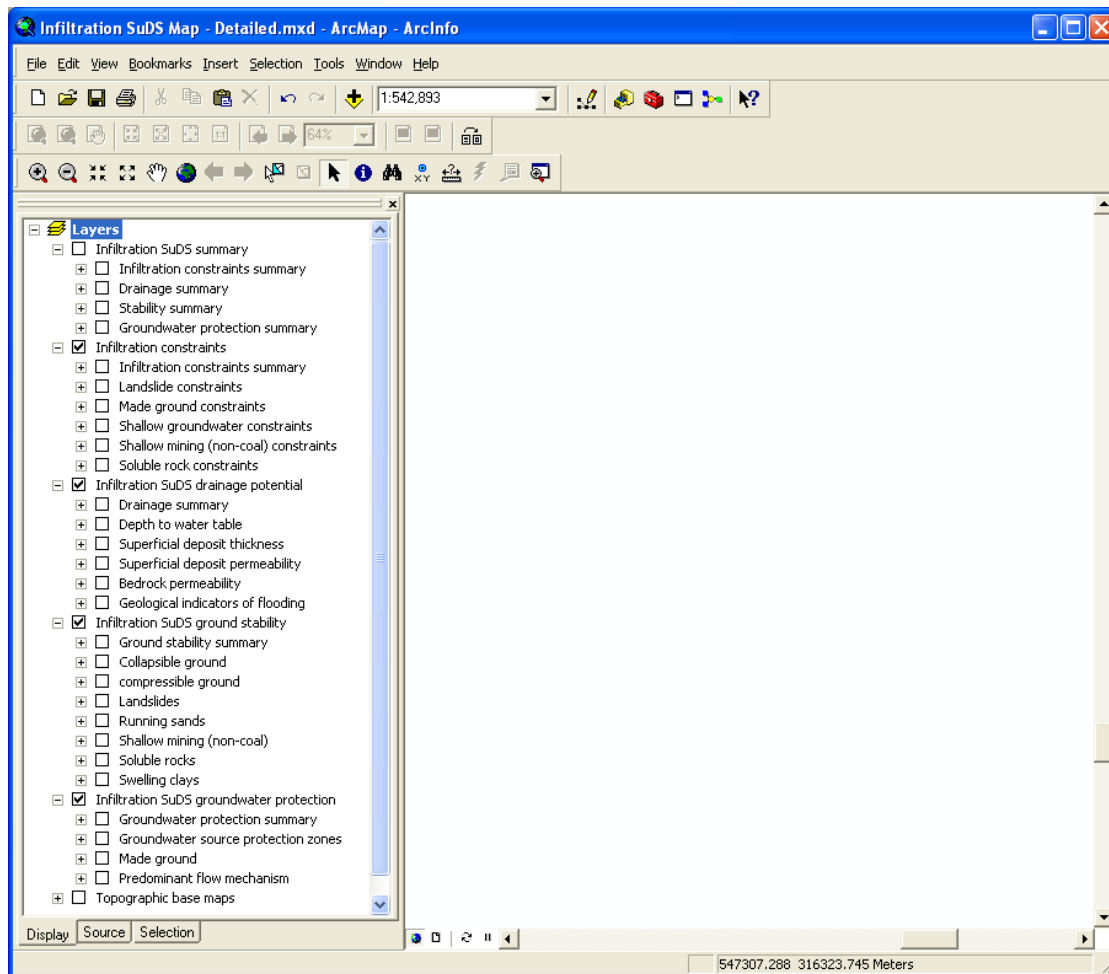 Infiltration SuDS Map - Detailed.mxd - ArcMap - ArcInfo
File Edit View Bookmarks Insert Selection Tools Window Help
1:542,893
1:1 64%
XY
Layers
Infiltration SuDS summary
Infiltration constraints summary
Drainage summary
Stability summary
Groundwater protection summary
Infiltration constraints
Infiltration constraints summary
Landslide constraints
Made ground constraints
Shallow groundwater constraints
Shallow mining (non-coal) constraints
Soluble rock constraints
Infiltration SuDS drainage potential
Drainage summary
Depth to water table
Superficial deposit thickness
Superficial deposit permeability
Bedrock permeability
Geological indicators of flooding
Infiltration SuDS ground stability
Ground stability summary
Collapsible ground
compressible ground
Landslides
Running sands
Shallow mining (non-coal)
Soluble rocks
Swelling clays
Infiltration SuDS groundwater protection
Groundwater protection summary
Groundwater source protection zones
Made ground
Predominant flow mechanism
Topographic base maps
Display Source Selection
547307.288 316323.745 Meters